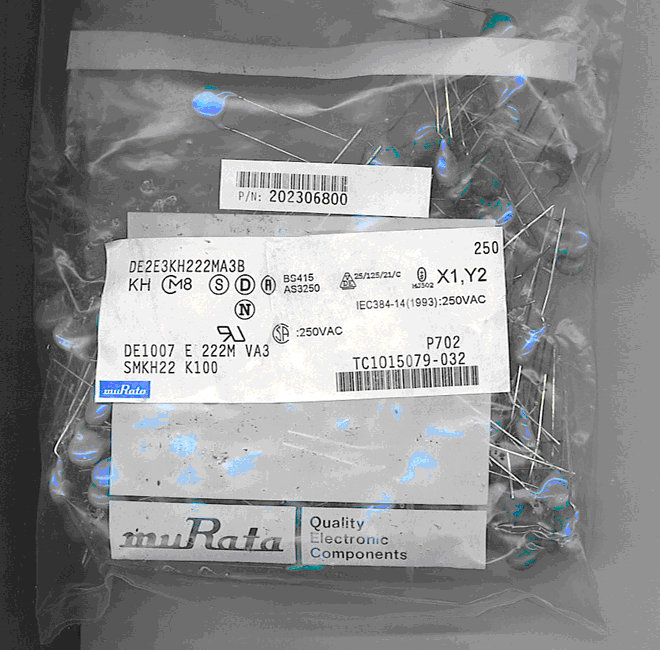 P/N: 202306800
250
DE2E3KH222MA3B
KH M8 S D N BS415 25/125/21/C X1,Y2
AS3250
IEC384-14(1993):250VAC
N
SA :250VAC
DE1007 E 222M VA3 P702
SMKH22 K100 TC1015079-032
muRata
muRata Quality
Electronic
Components